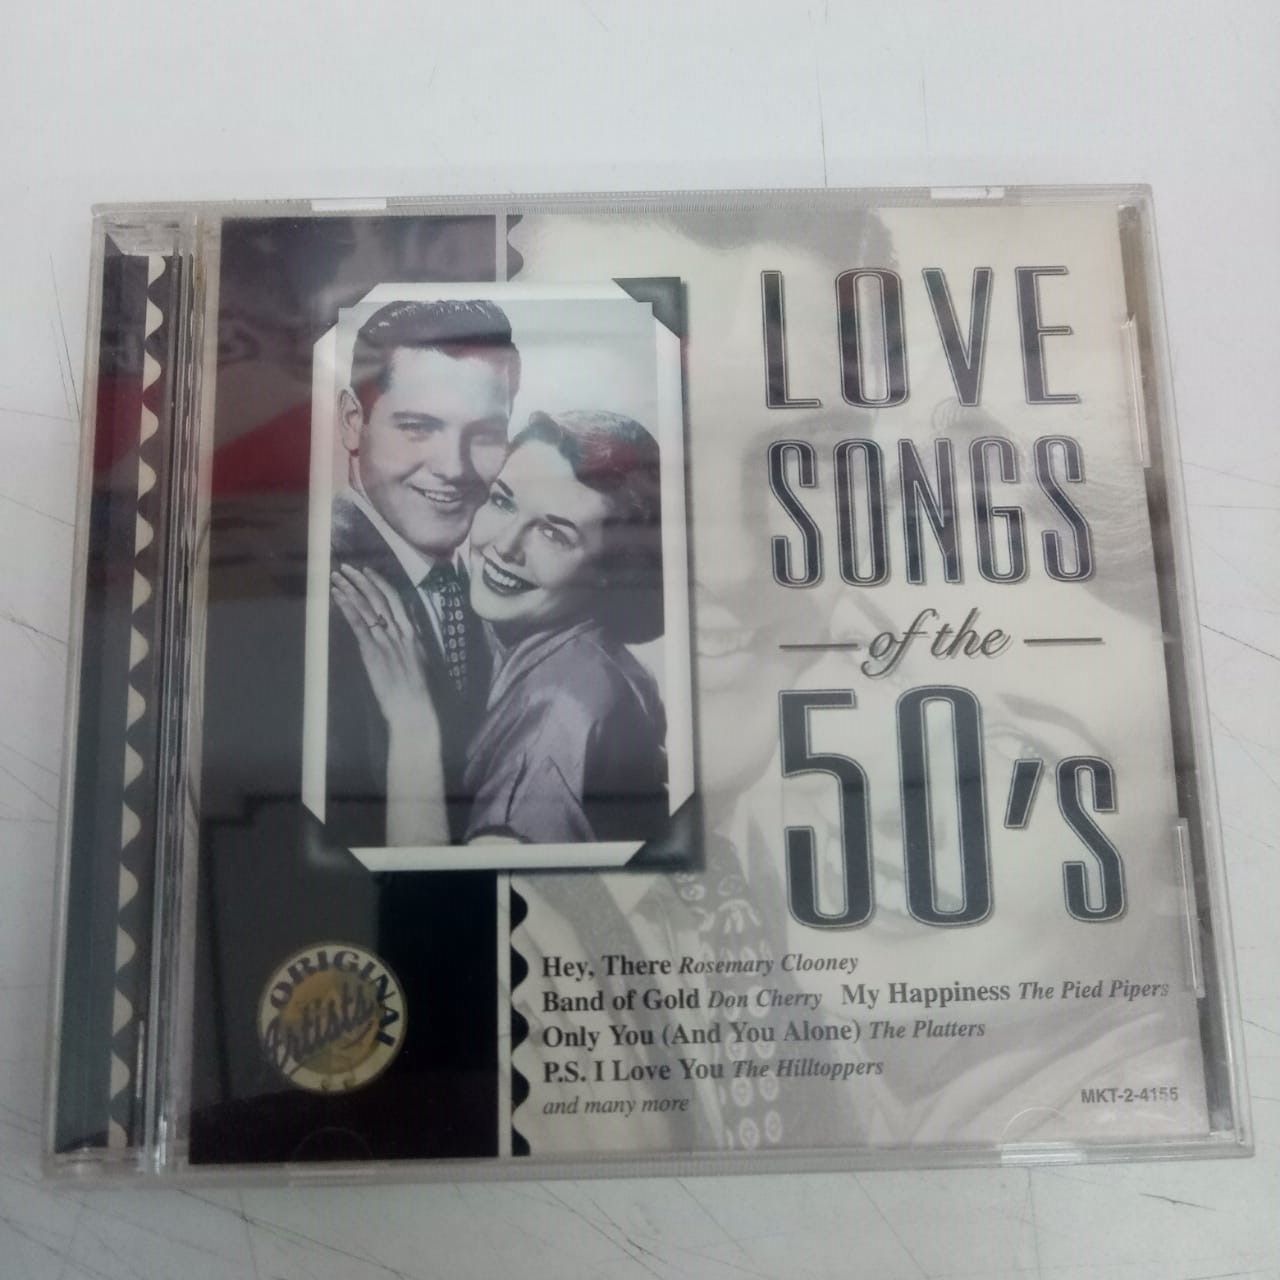 LOVE
SONGS
of the
50's
Hey, There Rosemary Clooney
Band of Gold Don Cherry My Happiness The Pied Pipers
Only You (And You Alone) The Platters
P.S. I Love You The Hilltoppers
and many more
MKT-2-4155
ORIGINAL
Artists